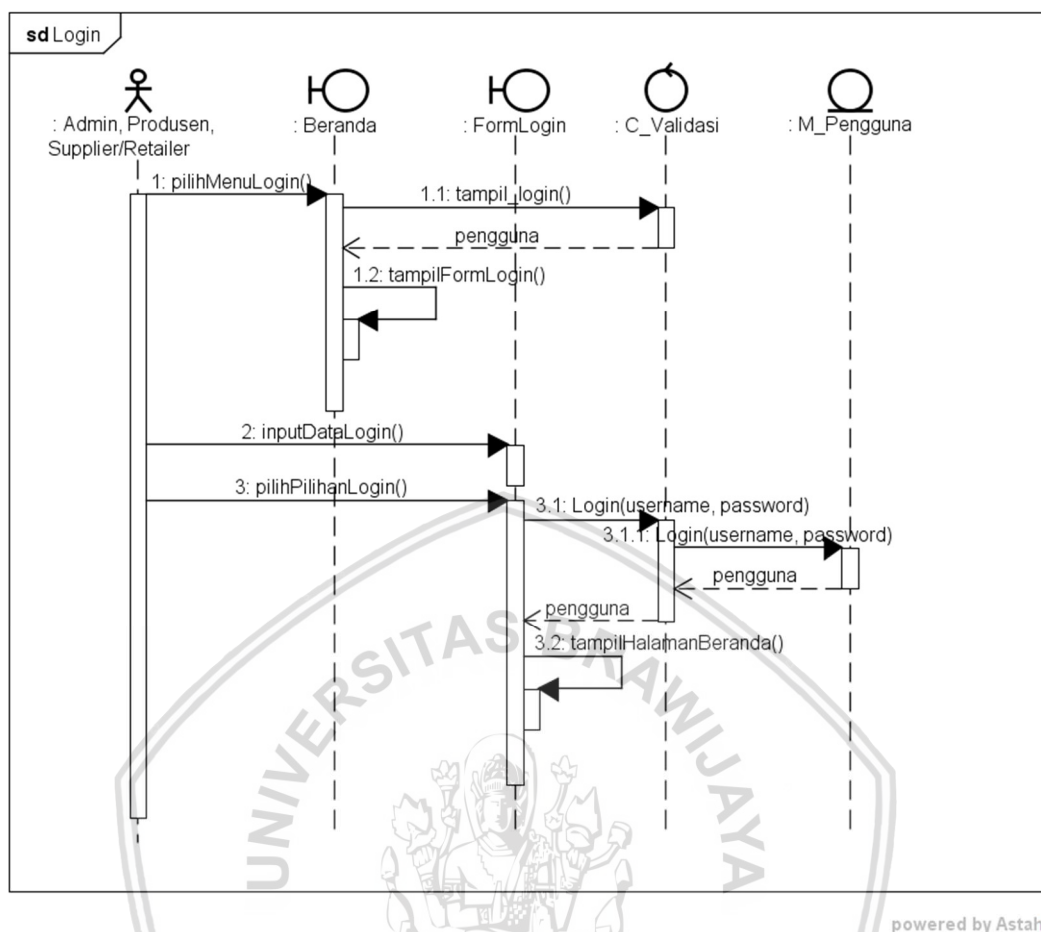 sd Login
: Admin, Produsen,
Supplier/Retailer
: Beranda
: FormLogin
: C_Validasi
: M_Pengguna
1: pilihMenuLogin()
1.1: tampil_login()
pengguna
1.2: tampilFormLogin()
2: inputDataLogin()
3: pilihPilihanLogin()
3.1: Login(username, password)
3.1.1: Login(username, password)
pengguna
pengguna
3.2: tampilHalamanBeranda()
UNIVERSITAS BRAWIJAYA
powered by Astah